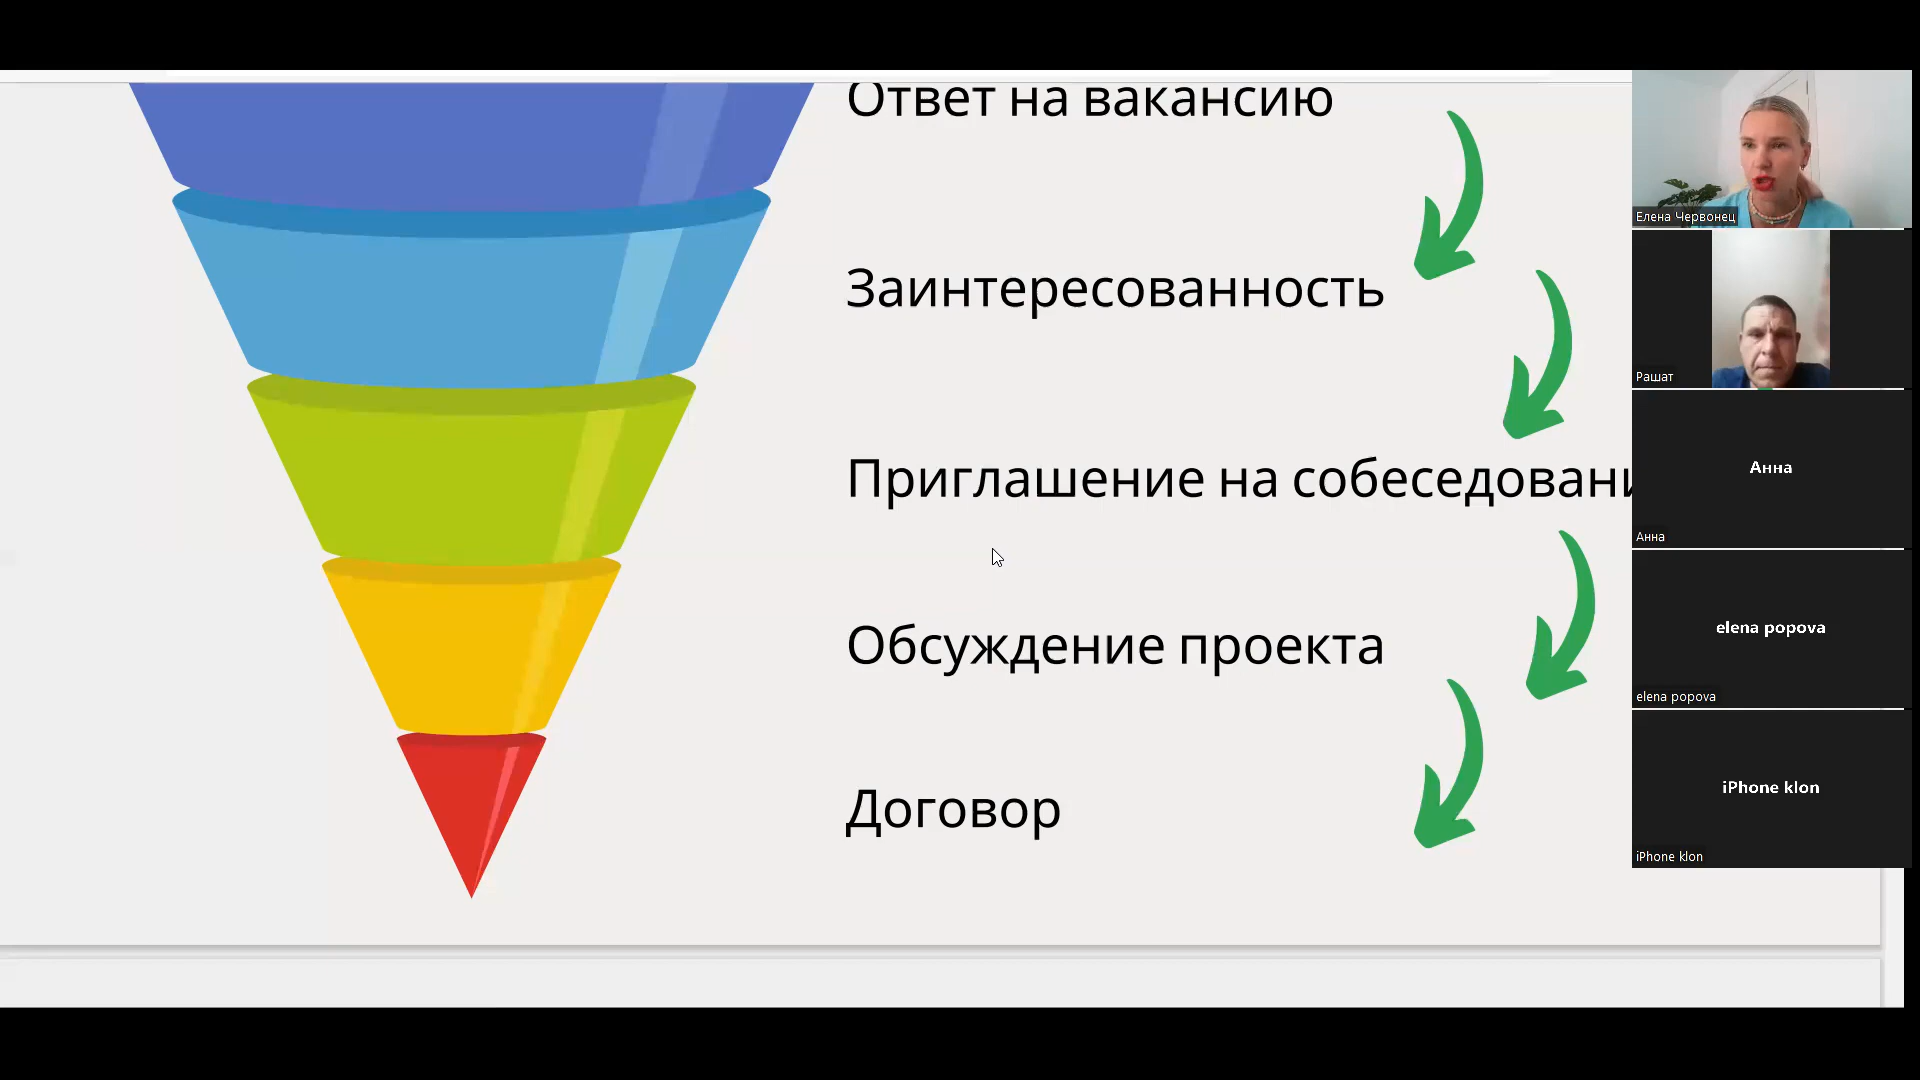 Ответ на вакансию
Заинтересованность
Приглашение на собеседовани
Обсуждение проекта
Договор
Елена Червонец
Рашат
Анна
Анна
elena popova
elena popova
iPhone klon
iPhone klon